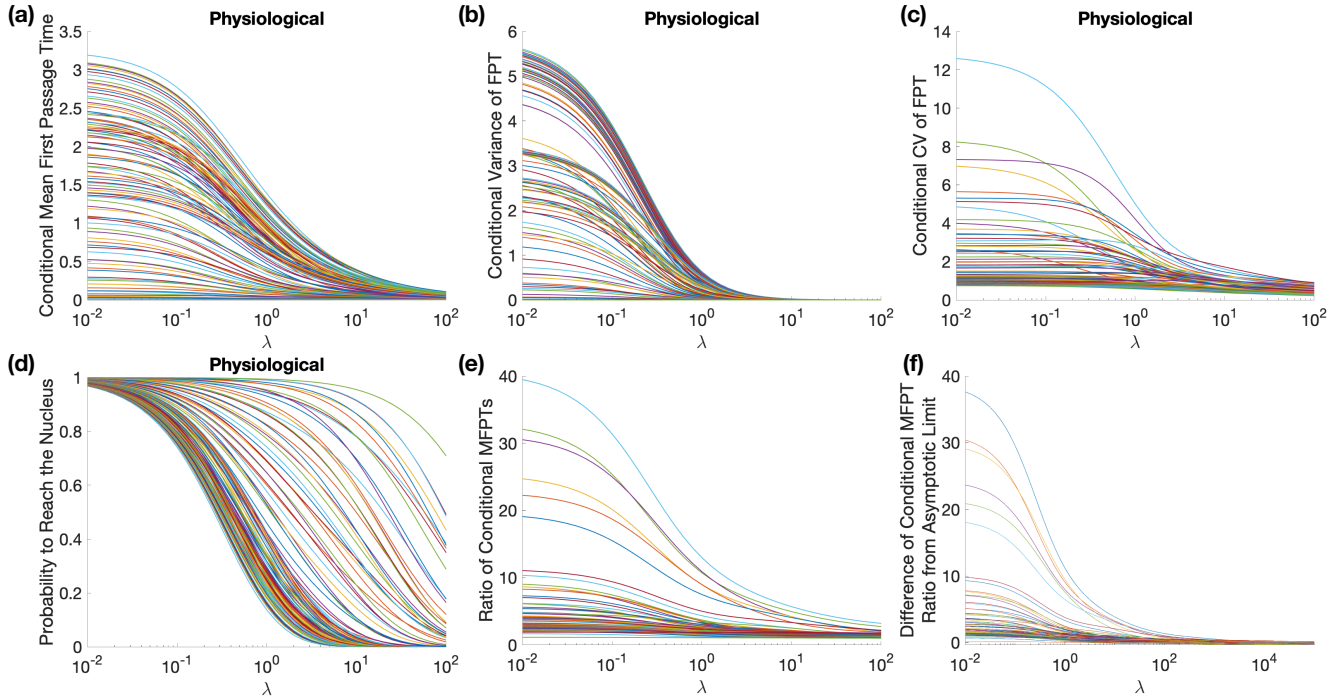 (a)
Physiological
Conditional Mean First Passage Time
3.5
3
2.5
2
1.5
1
0.5
0
10^-2
10^-1
10^0
10^1
10^2
λ
(b)
Physiological
Conditional Variance of FPT
6
5
4
3
2
1
0
10^-2
10^-1
10^0
10^1
10^2
λ
(c)
Physiological
Conditional CV of FPT
14
12
10
8
6
4
2
0
10^-2
10^-1
10^0
10^1
10^2
λ
(d)
Physiological
Probability to Reach the Nucleus
1
0.8
0.6
0.4
0.2
0
10^-2
10^-1
10^0
10^1
10^2
λ
(e)
Ratio of Conditional MFPTs
40
30
20
10
0
10^-2
10^-1
10^0
10^1
10^2
λ
(f)
Difference of Conditional MFPT
Ratio from Asymptotic Limit
40
30
20
10
0
10^-2
10^0
10^2
10^4
λ